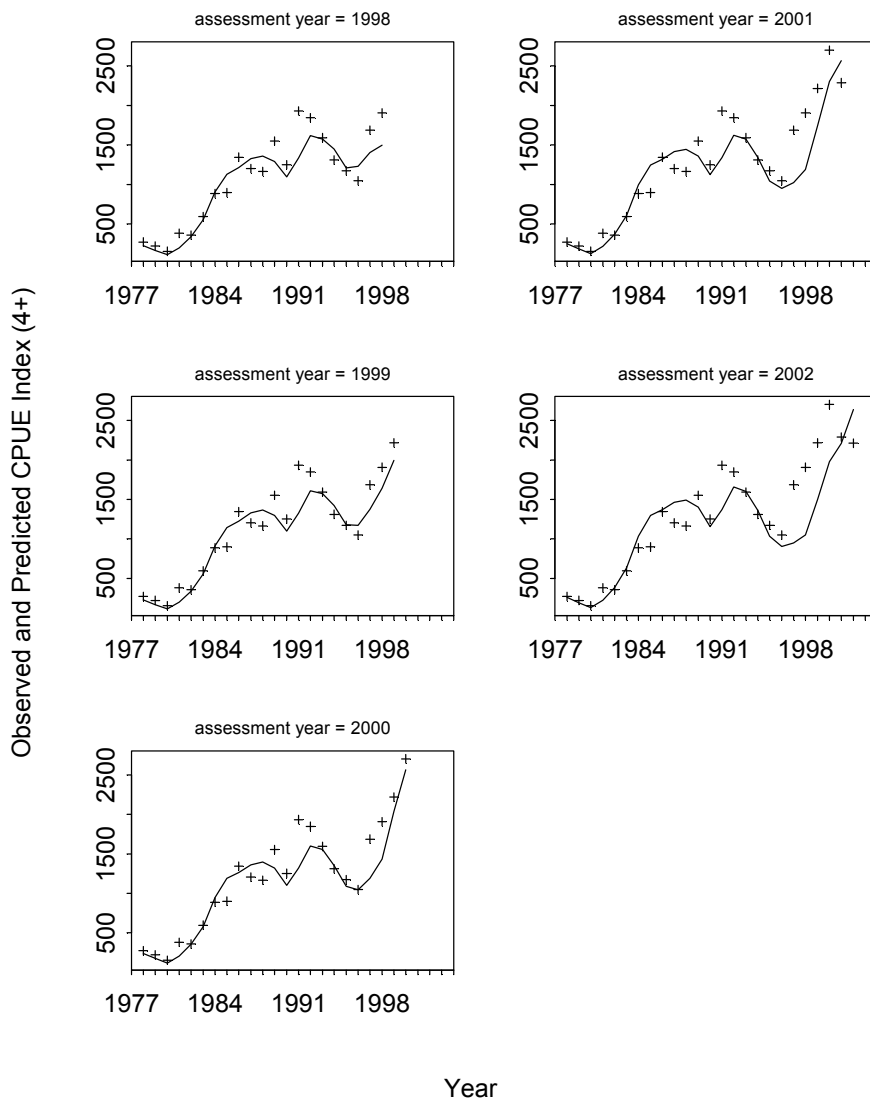 Observed and Predicted CPUE Index (4+)
assessment year = 1998
2500
1500
500
1977 1984 1991 1998
assessment year = 2001
2500
1500
500
1977 1984 1991 1998
assessment year = 1999
2500
1500
500
1977 1984 1991 1998
assessment year = 2002
2500
1500
500
1977 1984 1991 1998
assessment year = 2000
2500
1500
500
1977 1984 1991 1998
Year